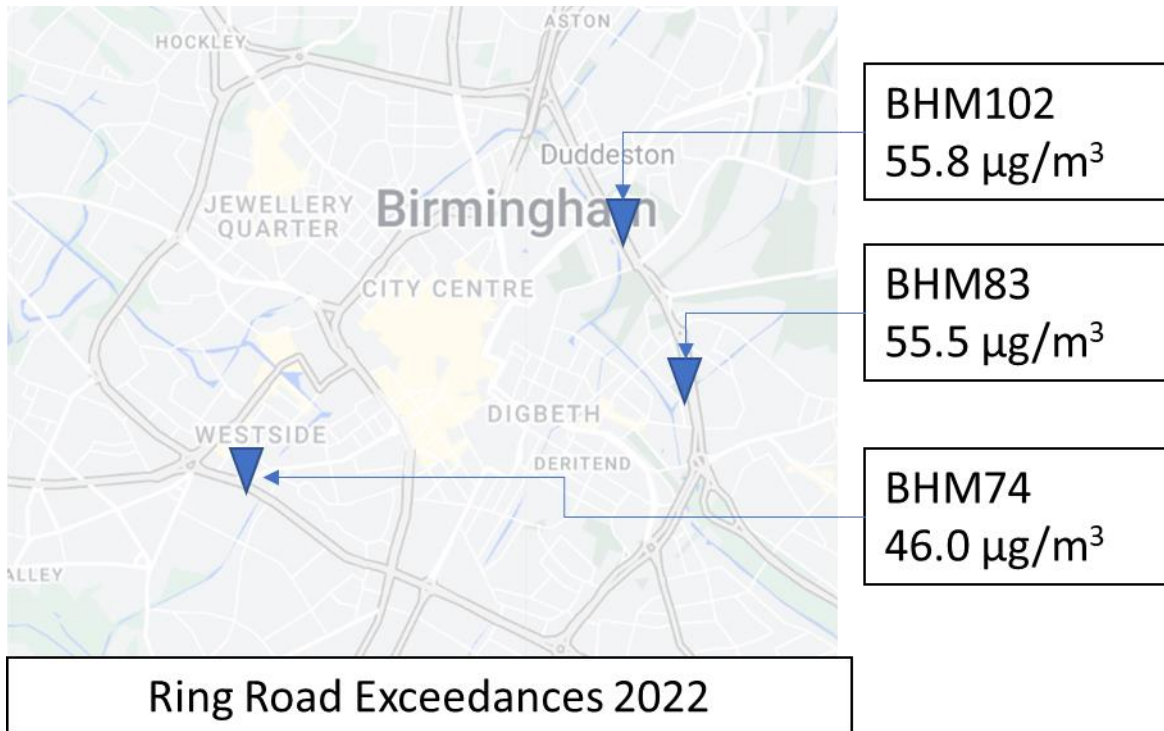 ASTON
HOCKLEY
Duddeston
JEWELLERY
QUARTER
Birmingham
CITY CENTRE
DIGBETH
WESTSIDE
DERITEND
ALLEY
BHM102
55.8 µg/m³
BHM83
55.5 µg/m³
BHM74
46.0 µg/m³
Ring Road Exceedances 2022